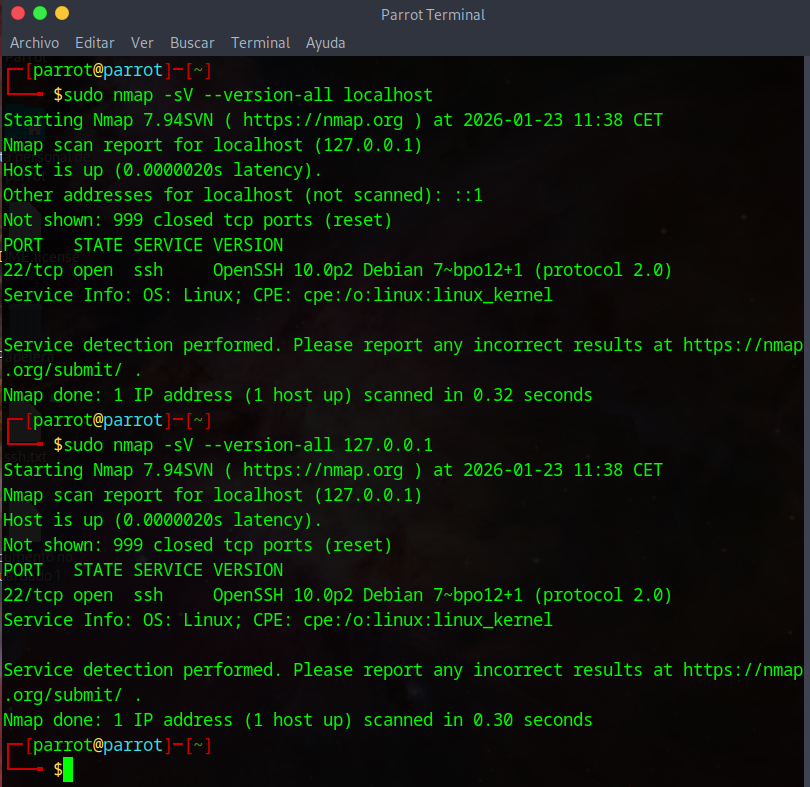 Parrot Terminal
Archivo Editar Ver Buscar Terminal Ayuda
┌─[parrot@parrot]─[~]
└──╼ $sudo nmap -sV --version-all localhost
Starting Nmap 7.94SVN ( https://nmap.org ) at 2026-01-23 11:38 CET
Nmap scan report for localhost (127.0.0.1)
Host is up (0.0000020s latency).
Other addresses for localhost (not scanned): ::1
Not shown: 999 closed tcp ports (reset)
PORT   STATE SERVICE VERSION
22/tcp open  ssh     OpenSSH 10.0p2 Debian 7~bpo12+1 (protocol 2.0)
Service Info: OS: Linux; CPE: cpe:/o:linux:linux_kernel

Service detection performed. Please report any incorrect results at https://nmap
.org/submit/ .
Nmap done: 1 IP address (1 host up) scanned in 0.32 seconds
┌─[parrot@parrot]─[~]
└──╼ $sudo nmap -sV --version-all 127.0.0.1
Starting Nmap 7.94SVN ( https://nmap.org ) at 2026-01-23 11:38 CET
Nmap scan report for localhost (127.0.0.1)
Host is up (0.0000020s latency).
Not shown: 999 closed tcp ports (reset)
PORT   STATE SERVICE VERSION
22/tcp open  ssh     OpenSSH 10.0p2 Debian 7~bpo12+1 (protocol 2.0)
Service Info: OS: Linux; CPE: cpe:/o:linux:linux_kernel

Service detection performed. Please report any incorrect results at https://nmap
.org/submit/ .
Nmap done: 1 IP address (1 host up) scanned in 0.30 seconds
┌─[parrot@parrot]─[~]
└──╼ $